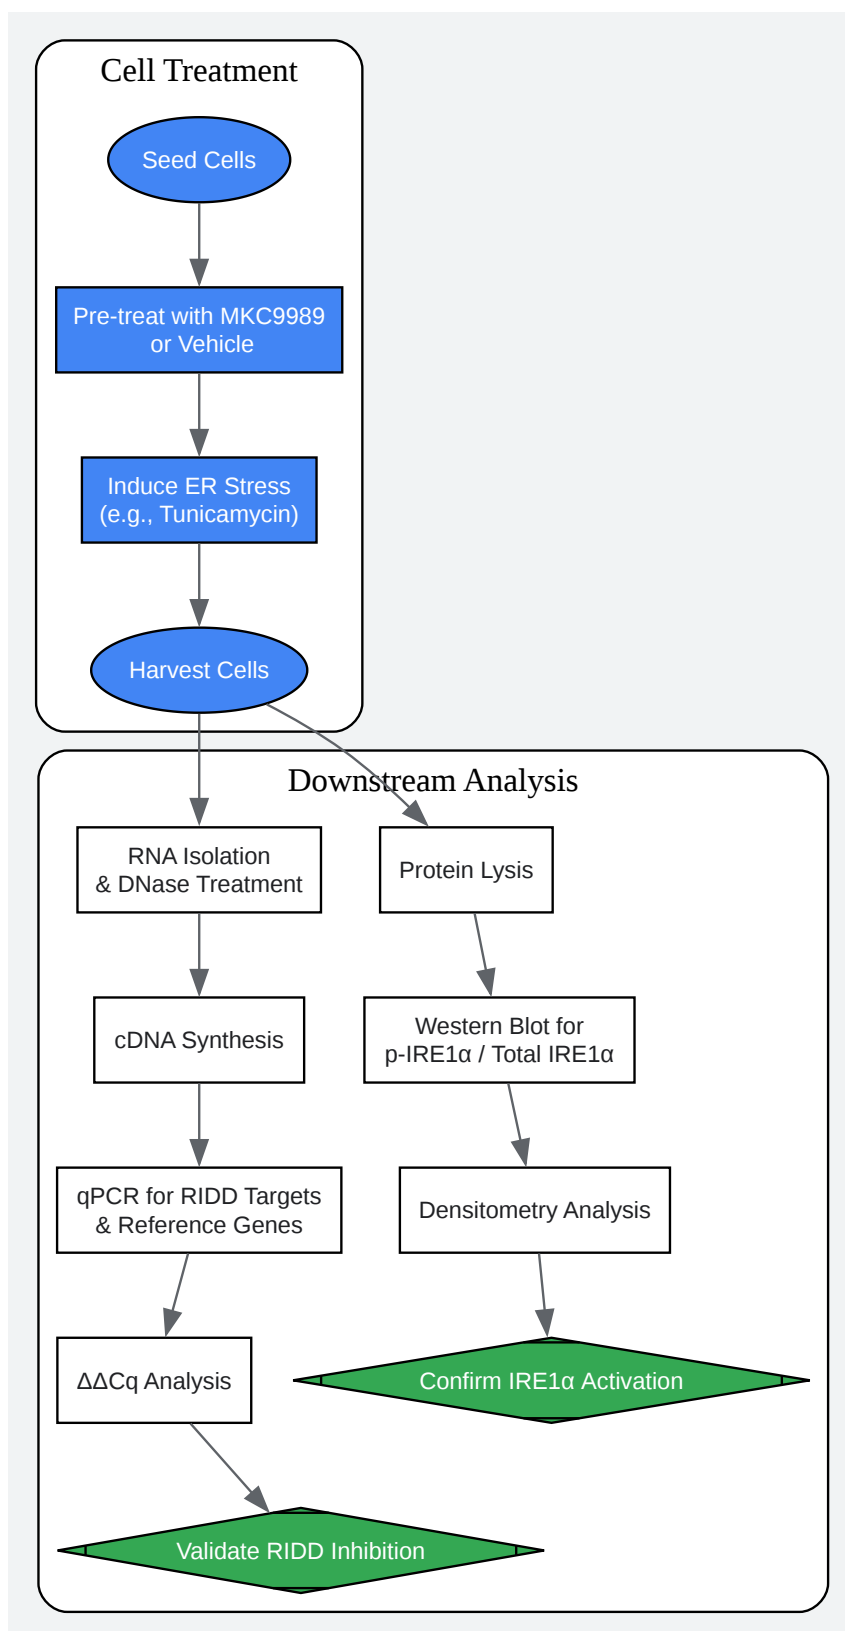 Cell Treatment
Seed Cells
Pre-treat with MKC9989
or Vehicle
Induce ER Stress
(e.g., Tunicamycin)
Harvest Cells
Downstream Analysis
RNA Isolation
& DNase Treatment
Protein Lysis
cDNA Synthesis
Western Blot for
p-IRE1α / Total IRE1α
qPCR for RIDD Targets
& Reference Genes
Densitometry Analysis
ΔΔCq Analysis
Confirm IRE1α Activation
Validate RIDD Inhibition